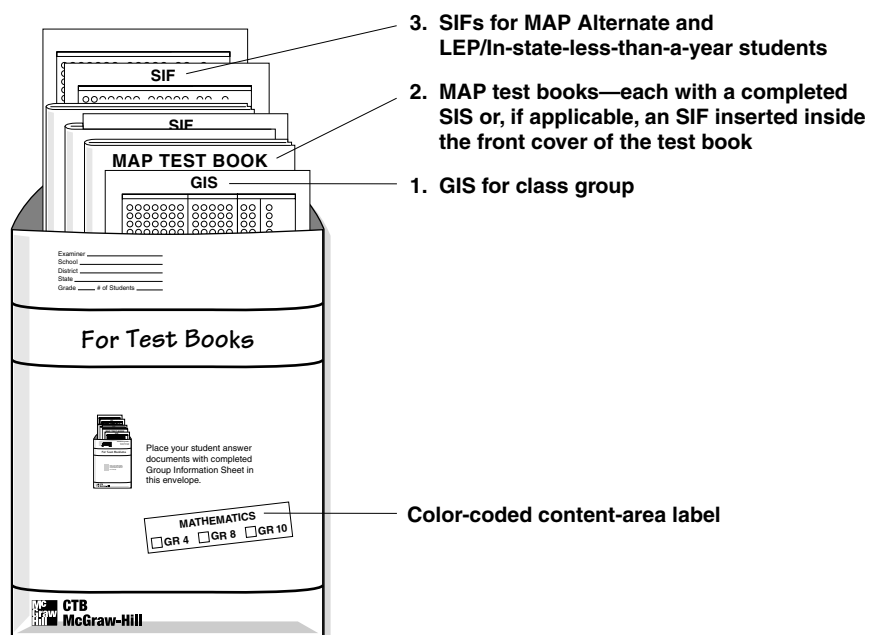 3. SIFs for MAP Alternate and
LEP/In-state-less-than-a-year students
2. MAP test books—each with a completed
SIS or, if applicable, an SIF inserted inside
the front cover of the test book
1. GIS for class group
SIF
SIF
MAP TEST BOOK
GIS
Examiner
School
District
State
Grade # of Students
For Test Books
Place your student answer
documents with completed
Group Information Sheet in
this envelope.
MATHEMATICS
GR 4 GR 8 GR 10
Color-coded content-area label
Mc
Graw
Hill
CTB
McGraw-Hill